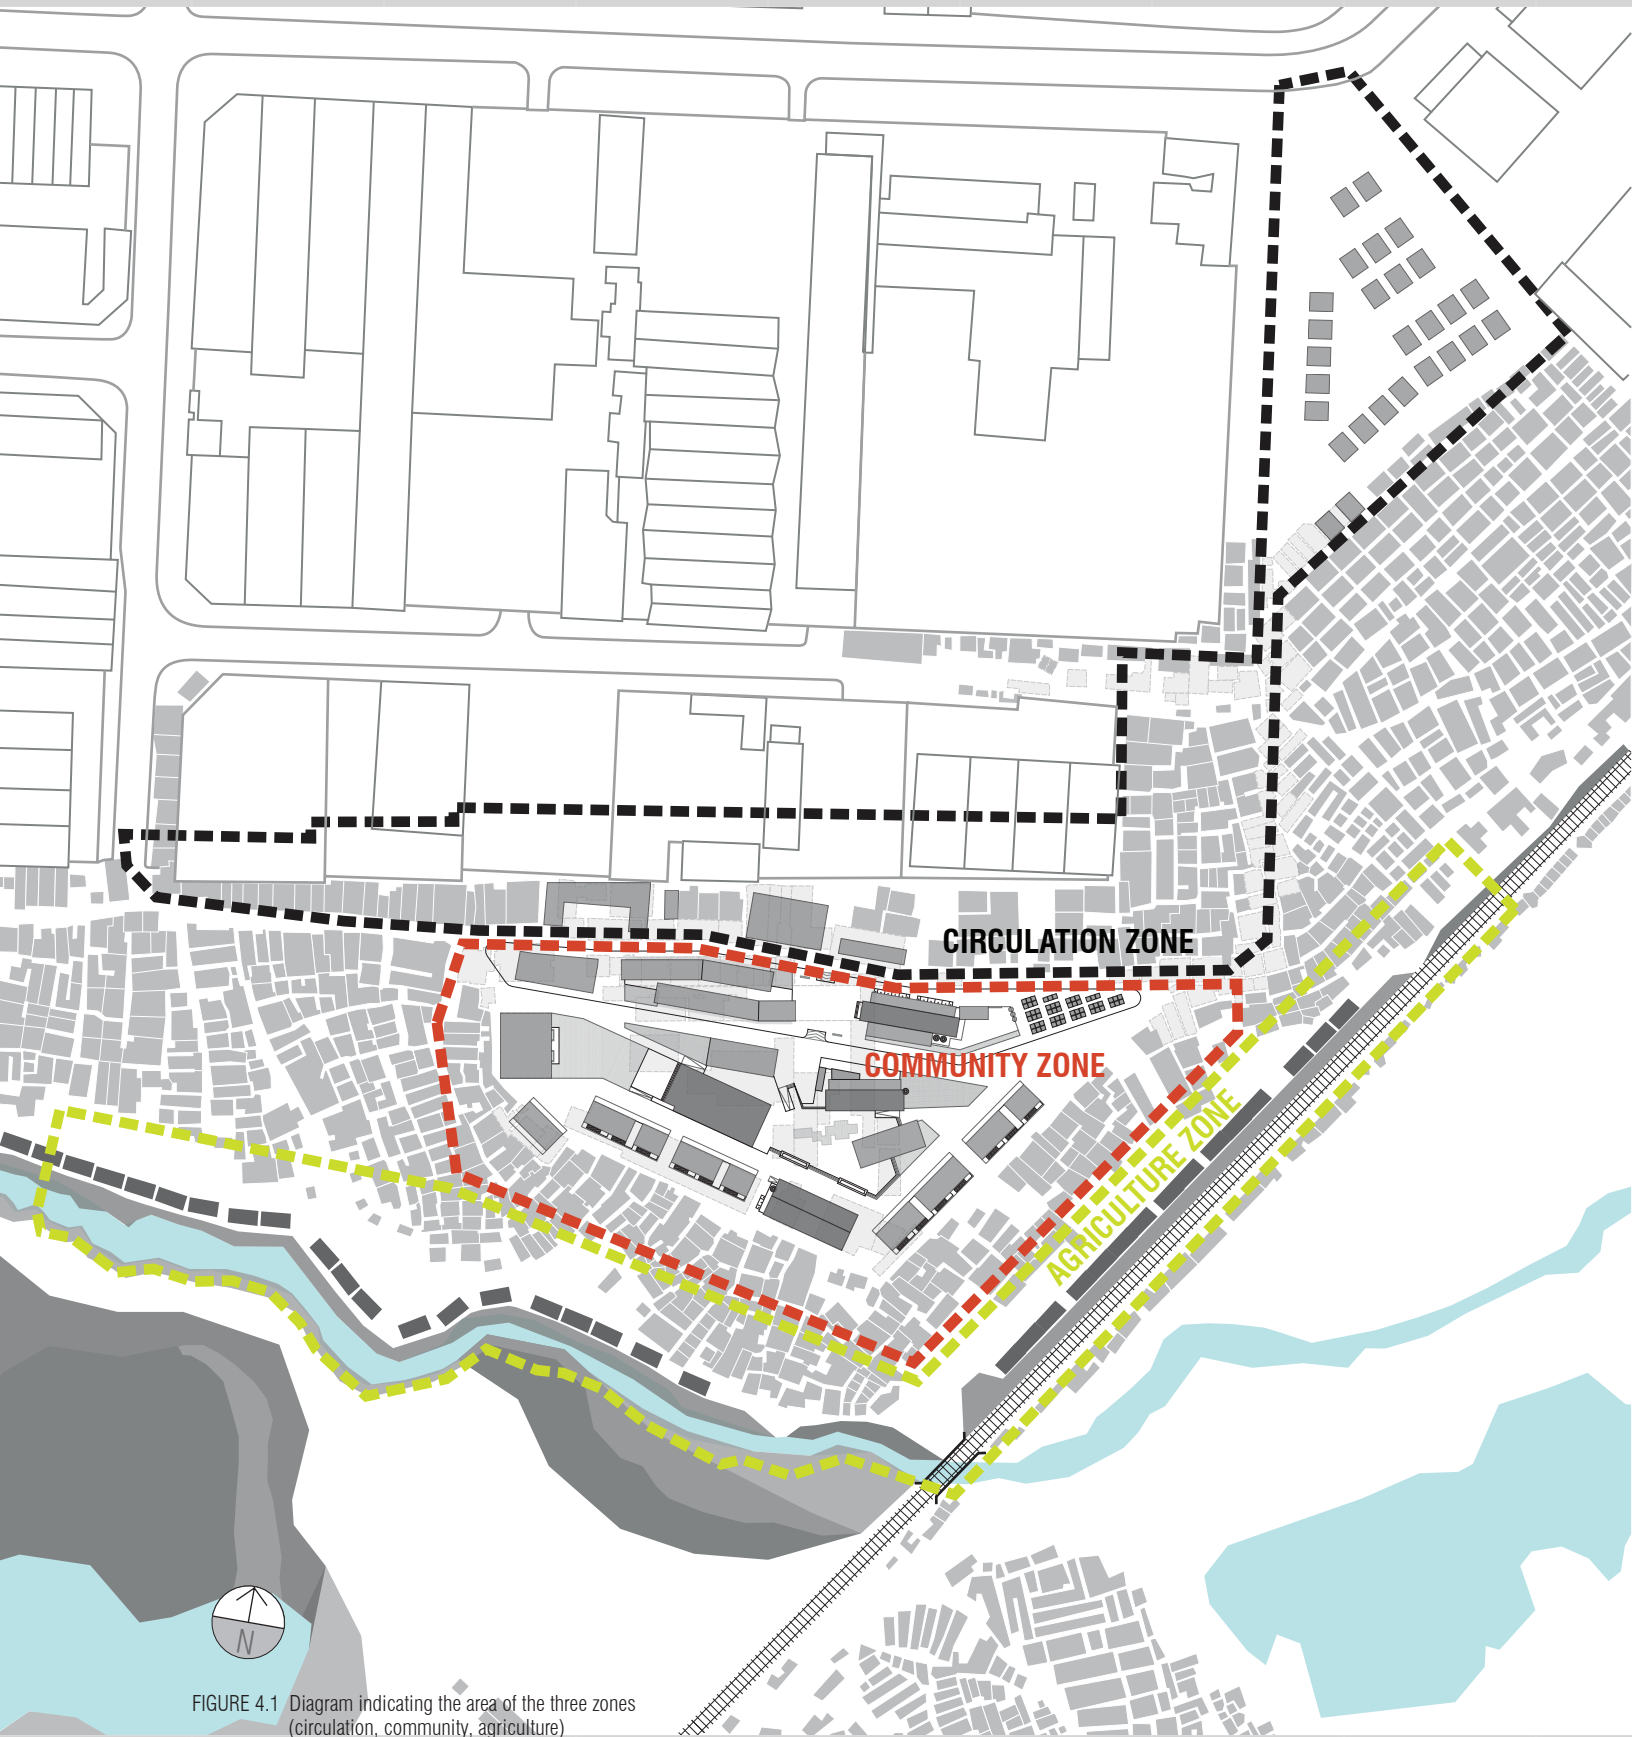 CIRCULATION ZONE
COMMUNITY ZONE
AGRICULTURE ZONE
N
FIGURE 4.1 Diagram indicating the area of the three zones
(circulation, community, agriculture)